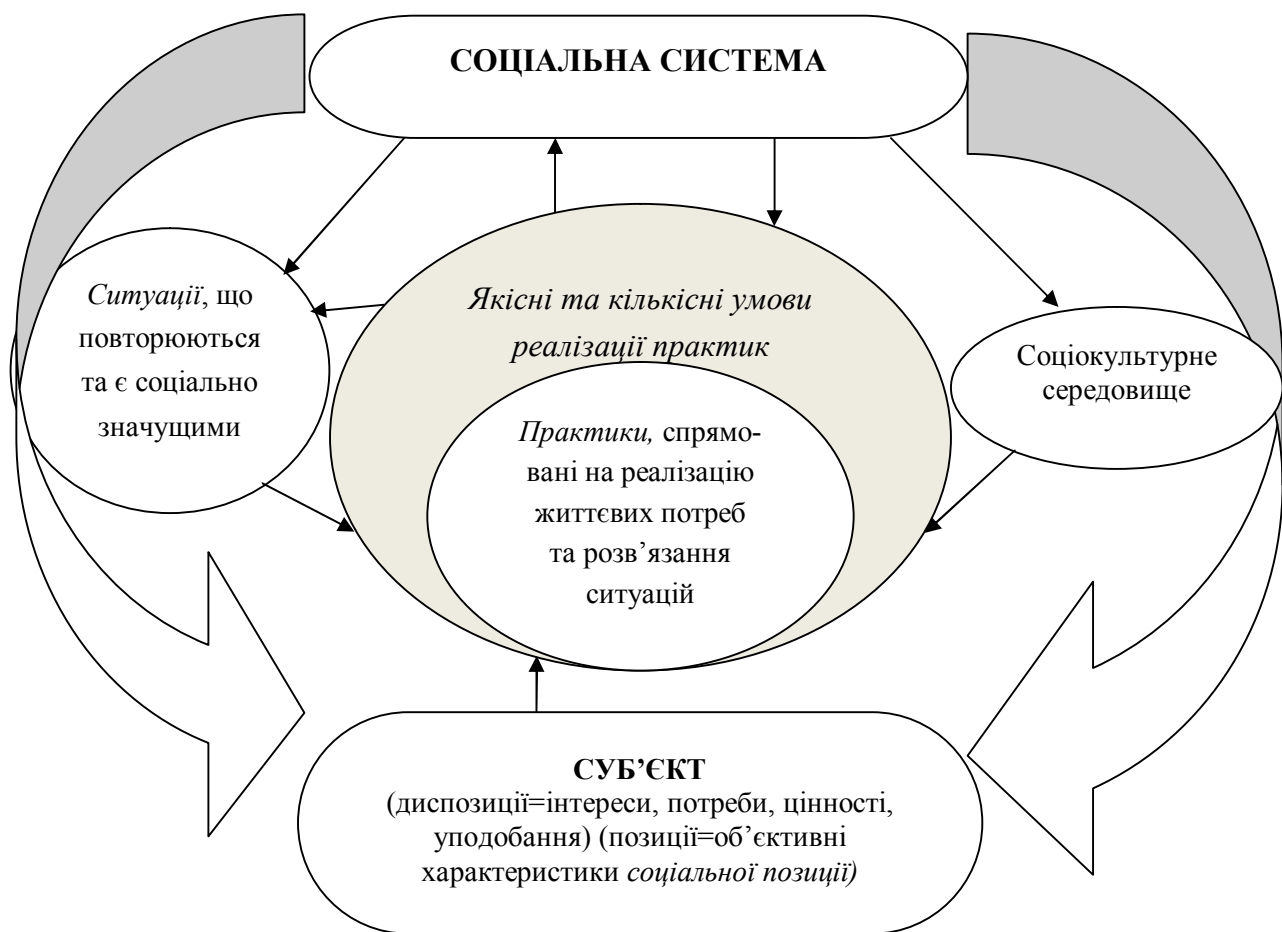 СОЦІАЛЬНА СИСТЕМА
Ситуації, що
повторюються
та є соціально
значущими
Якісні та кількісні умови
реалізації практик
Практики, спрямо-
вані на реалізацію
життєвих потреб
та розв’язання
ситуацій
Соціокультурне
середовище
СУБ’ЄКТ
(диспозиції=інтереси, потреби, цінності,
уподобання) (позиції=об’єктивні
характеристики соціальної позиції)